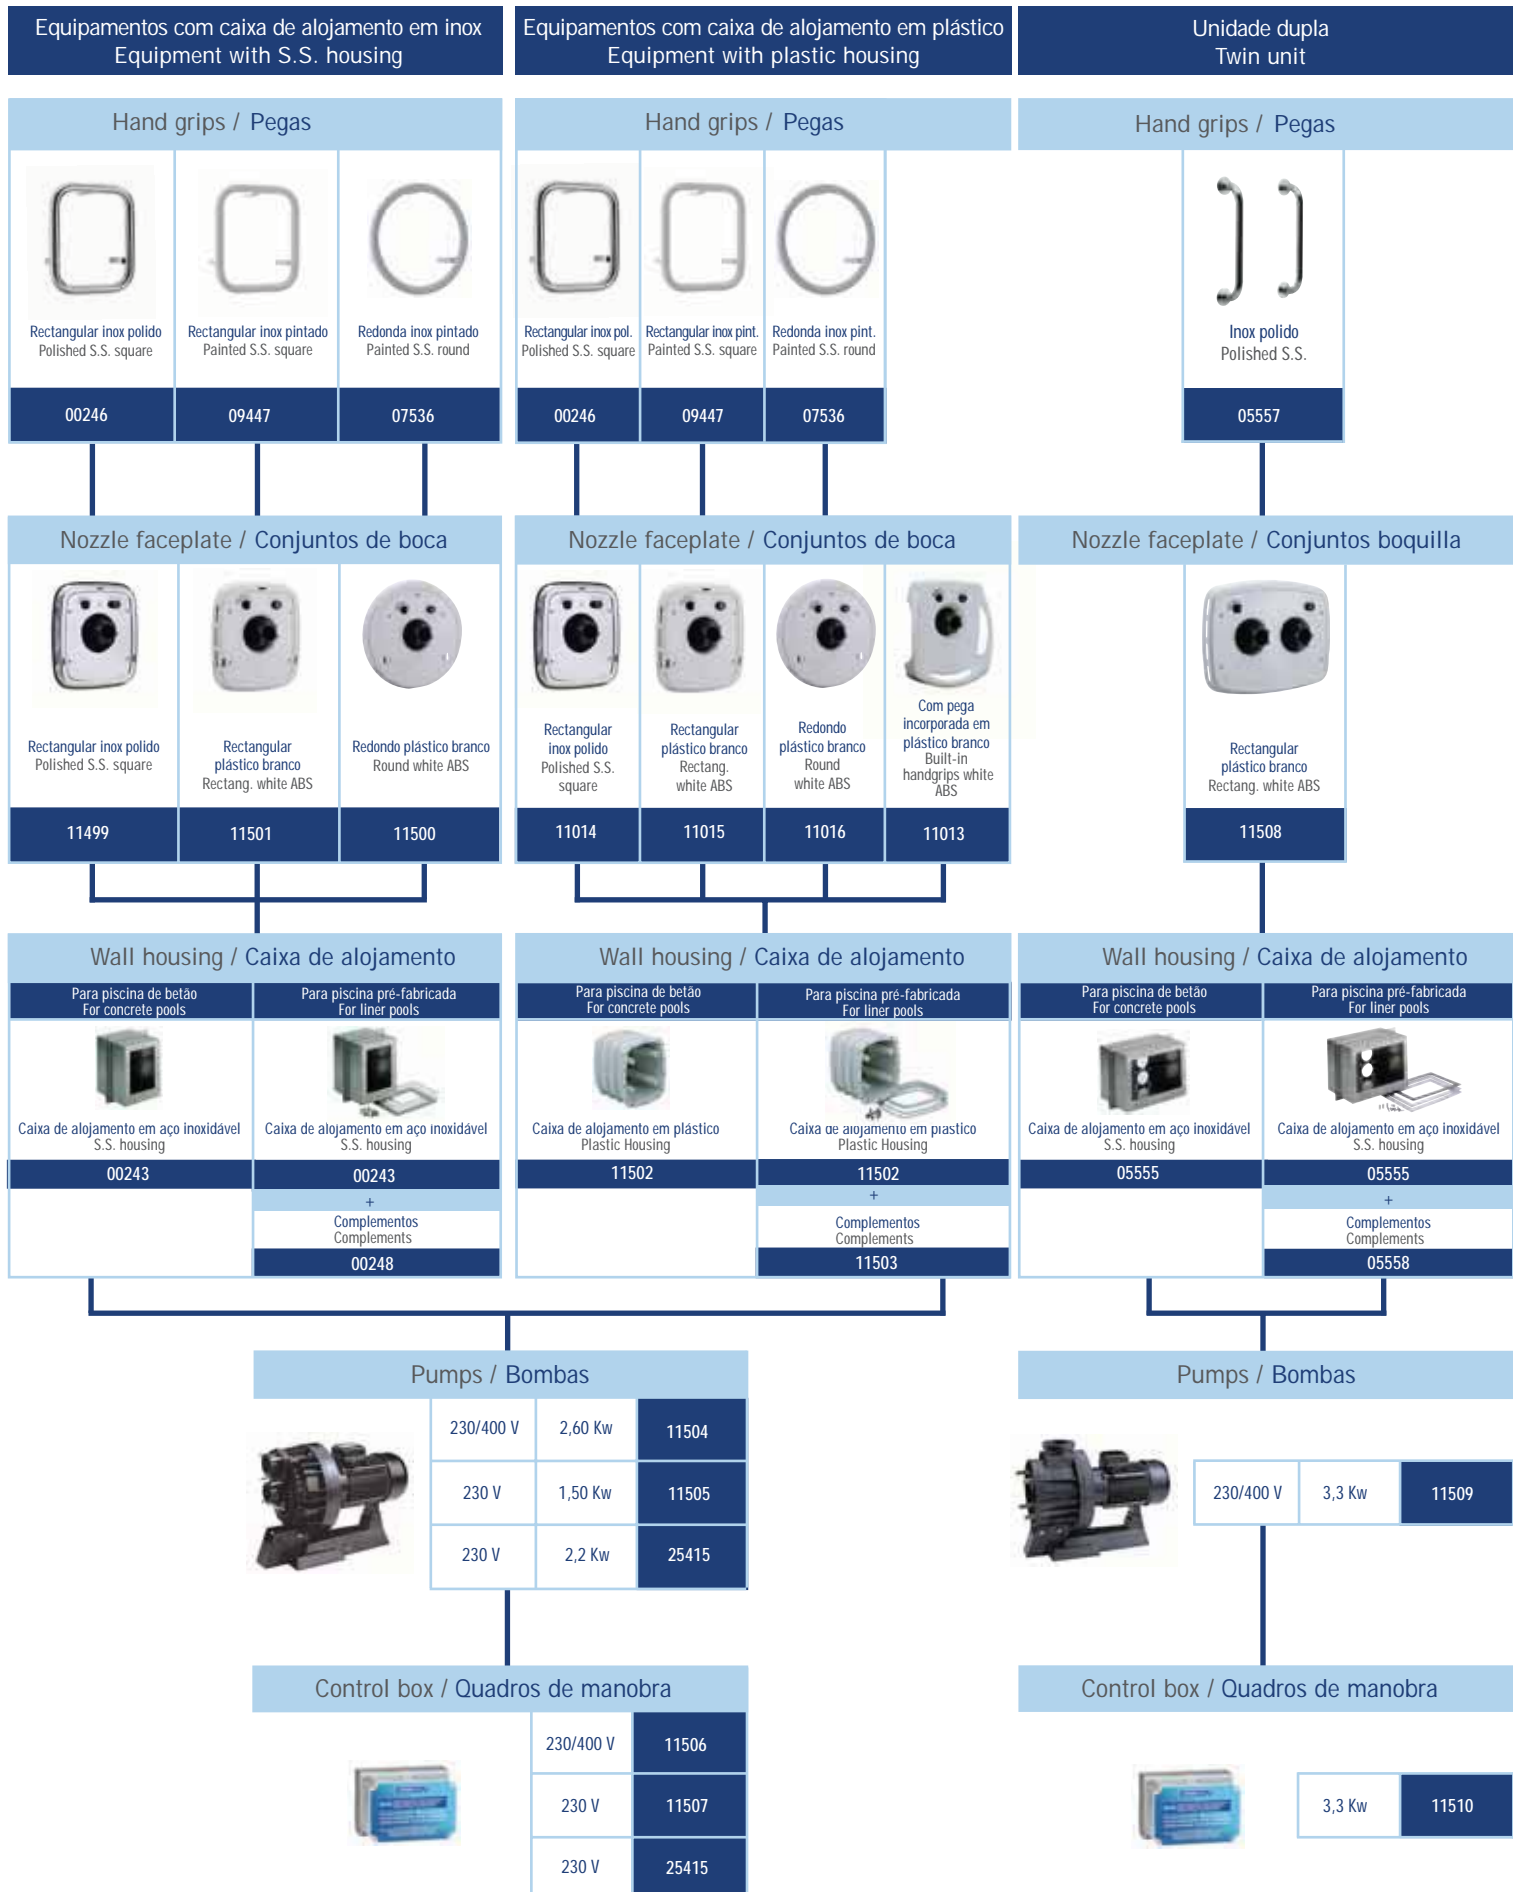 Equipamentos com caixa de alojamento em inox
Equipment with S.S. housing
Equipamentos com caixa de alojamento em plástico
Equipment with plastic housing
Unidade dupla
Twin unit
Hand grips / Pegas
Hand grips / Pegas
Hand grips / Pegas
Rectangular inox polido
Polished S.S. square
Rectangular inox pintado
Painted S.S. square
Redonda inox pintado
Painted S.S. round
Rectangular inox pol.
Polished S.S. square
Rectangular inox pint.
Painted S.S. square
Redonda inox pint.
Painted S.S. round
Inox polido
Polished S.S.
00246
09447
07536
00246
09447
07536
05557
Nozzle faceplate / Conjuntos de boca
Nozzle faceplate / Conjuntos de boca
Nozzle faceplate / Conjuntos boquilla
Rectangular inox polido
Polished S.S. square
Rectangular
plástico branco
Rectang. white ABS
Redondo plástico branco
Round white ABS
Rectangular
inox polido
Polished S.S.
square
Rectangular
plástico branco
Rectang.
white ABS
Redondo
plástico branco
Round
white ABS
Com pega
incorporada em
plástico branco
Built-in
handgrips white
ABS
Rectangular
plástico branco
Rectang. white ABS
11499
11501
11500
11014
11015
11016
11013
11508
Wall housing / Caixa de alojamento
Wall housing / Caixa de alojamento
Wall housing / Caixa de alojamento
Para piscina de betão
For concrete pools
Para piscina pré-fabricada
For liner pools
Para piscina de betão
For concrete pools
Para piscina pré-fabricada
For liner pools
Para piscina de betão
For concrete pools
Para piscina pré-fabricada
For liner pools
Caixa de alojamento em aço inoxidável
S.S. housing
Caixa de alojamento em aço inoxidável
S.S. housing
Caixa de alojamento em plástico
Plastic Housing
Caixa de alojamento em plástico
Plastic Housing
Caixa de alojamento em aço inoxidável
S.S. housing
Caixa de alojamento em aço inoxidável
S.S. housing
00243
00243
11502
11502
05555
05555
+
+
+
Complementos
Complements
Complementos
Complements
Complementos
Complements
00248
11503
05558
Pumps / Bombas
Pumps / Bombas
230/400 V 2,60 Kw 11504
230 V 1,50 Kw 11505
230 V 2,2 Kw 25415
230/400 V 3,3 Kw 11509
Control box / Quadros de manobra
Control box / Quadros de manobra
230/400 V 11506
230 V 11507
230 V 25415
3,3 Kw 11510